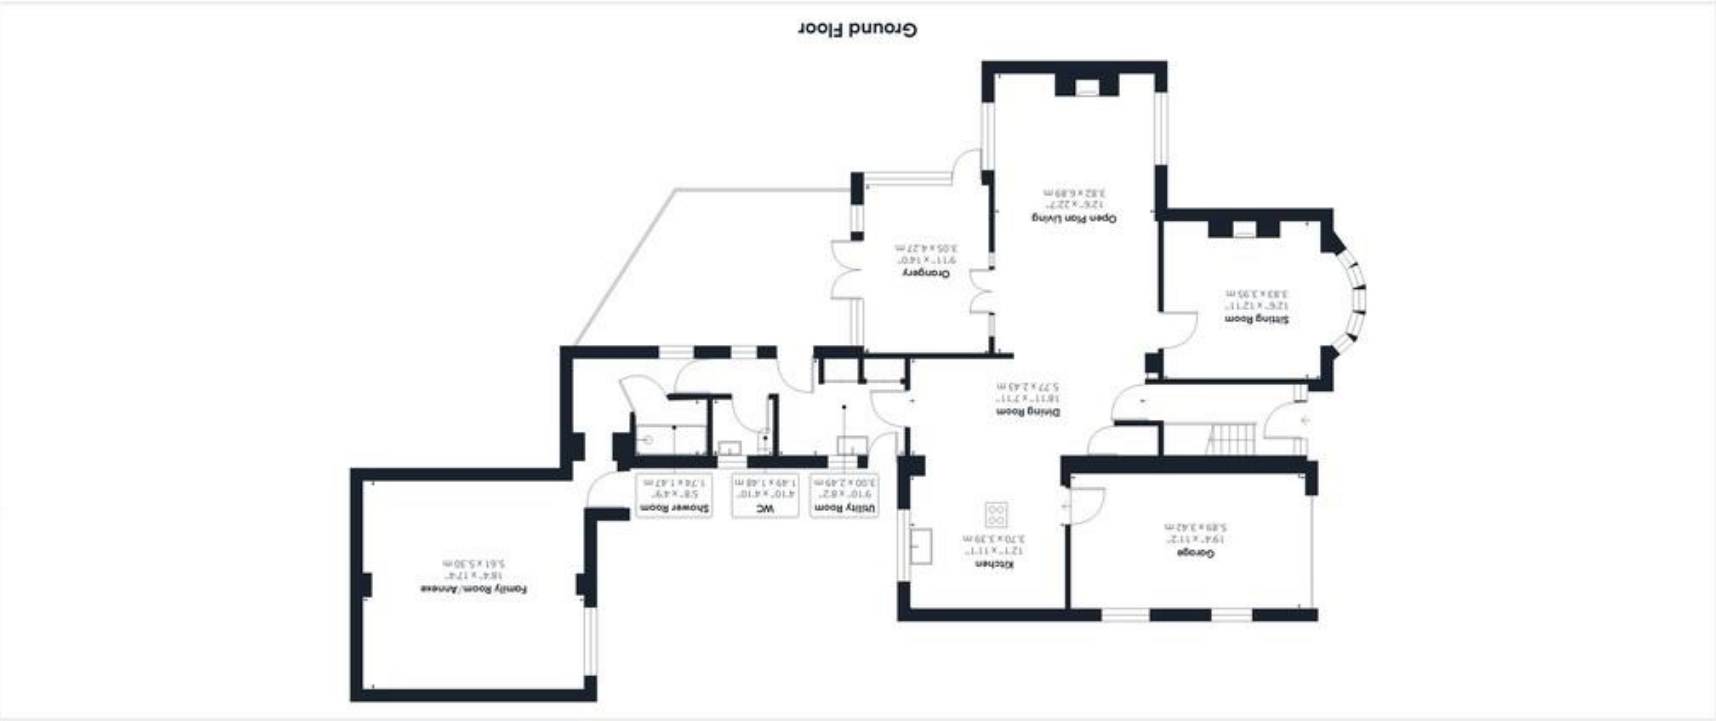 Family Room/Annexe
18'4" x 17'4"
5.61 x 5.30 m
Kitchen
12'1" x 11'1"
3.70 x 3.39 m
Garage
19'4" x 11'2"
5.89 x 3.42 m
Utility Room
9'10" x 8'2"
3.00 x 2.49 m
WC
4'10" x 4'10"
1.49 x 1.48 m
Shower Room
5'8" x 4'9"
1.74 x 1.47 m
Dining Room
18'11" x 7'11"
5.77 x 2.43 m
Sitting Room
12'6" x 12'11"
3.83 x 3.95 m
Orangery
9'11" x 14'0"
3.05 x 4.27 m
Open Plan Living
12'6" x 22'7"
3.82 x 6.89 m
Ground Floor